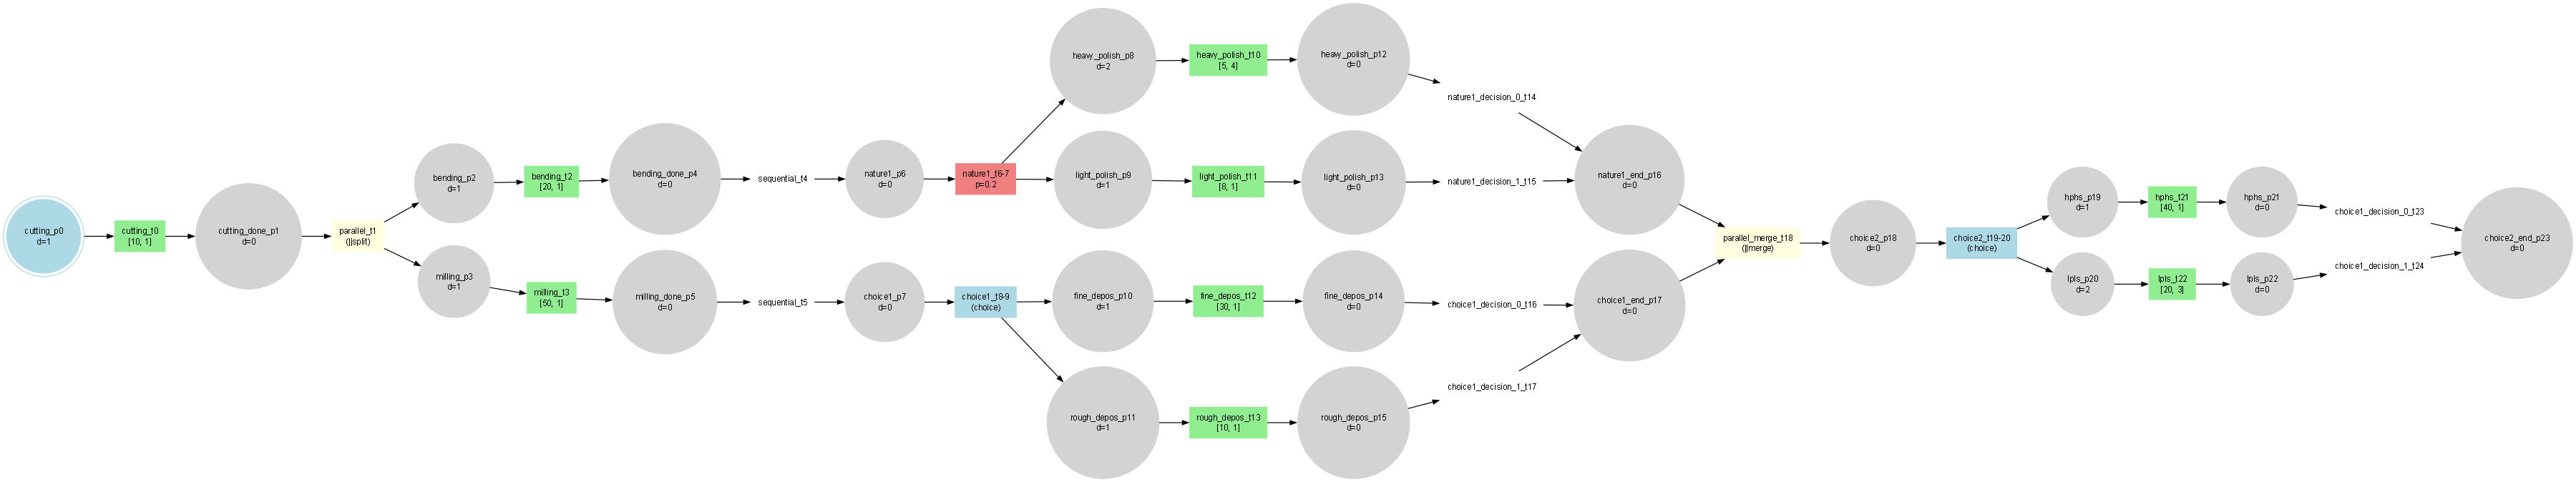 cutting_p0
d=1
cutting_t0
[10, 1]
cutting_done_p1
d=0
parallel_t1
(||split)
bending_p2
d=1
bending_t2
[20, 1]
bending_done_p4
d=0
sequential_t4
nature1_p6
d=0
nature1_t6-7
p=0.2
milling_p3
d=1
milling_t3
[50, 1]
milling_done_p5
d=0
sequential_t5
choice1_p7
d=0
choice1_t8-9
(choice)
heavy_polish_p8
d=2
heavy_polish_t10
[5, 4]
heavy_polish_p12
d=0
nature1_decision_0_t14
light_polish_p9
d=1
light_polish_t11
[8, 1]
light_polish_p13
d=0
nature1_decision_1_t15
nature1_end_p16
d=0
fine_depos_p10
d=1
fine_depos_t12
[30, 1]
fine_depos_p14
d=0
choice1_decision_0_t16
choice1_end_p17
d=0
rough_depos_p11
d=1
rough_depos_t13
[10, 1]
rough_depos_p15
d=0
choice1_decision_1_t17
parallel_merge_t18
(||merge)
choice2_p18
d=0
choice2_t19-20
(choice)
hphs_p19
d=1
hphs_t21
[40, 1]
hphs_p21
d=0
choice1_decision_0_t23
lpls_p20
d=2
lpls_t22
[20, 3]
lpls_p22
d=0
choice1_decision_1_t24
choice2_end_p23
d=0